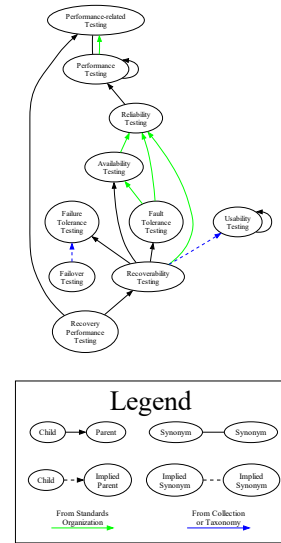 Performance-related
Testing
Performance
Testing
Reliability
Testing
Availability
Testing
Failure
Tolerance
Testing
Fault
Tolerance
Testing
Usability
Testing
Failover
Testing
Recoverability
Testing
Recovery
Performance
Testing
Legend
Child
Parent
Synonym
Synonym
Child
Implied
Parent
Implied
Synonym
Implied
Synonym
From Standards
Organization
From Collection
or Taxonomy